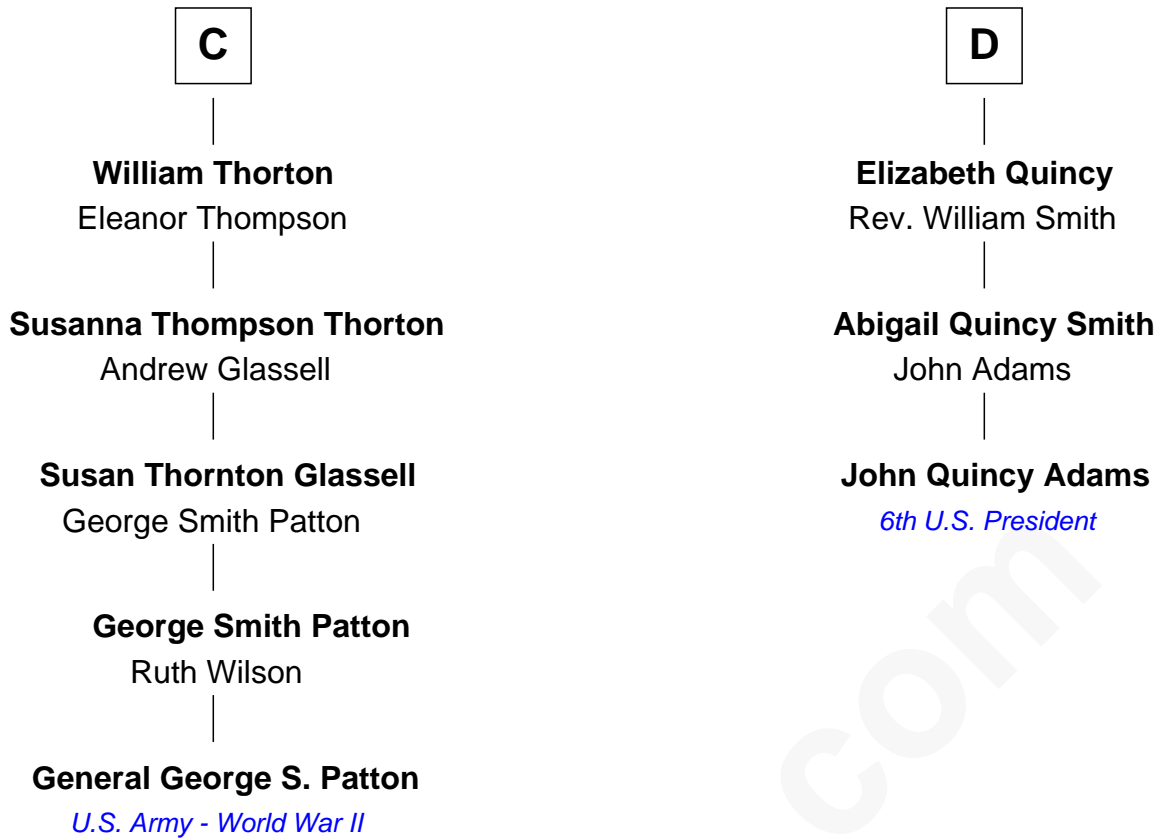 C
William Thorton
Eleanor Thompson
Susanna Thompson Thorton
Andrew Glassell
Susan Thornton Glassell
George Smith Patton
George Smith Patton
Ruth Wilson
General George S. Patton
U.S. Army - World War II
D
Elizabeth Quincy
Rev. William Smith
Abigail Quincy Smith
John Adams
John Quincy Adams
6th U.S. President
com